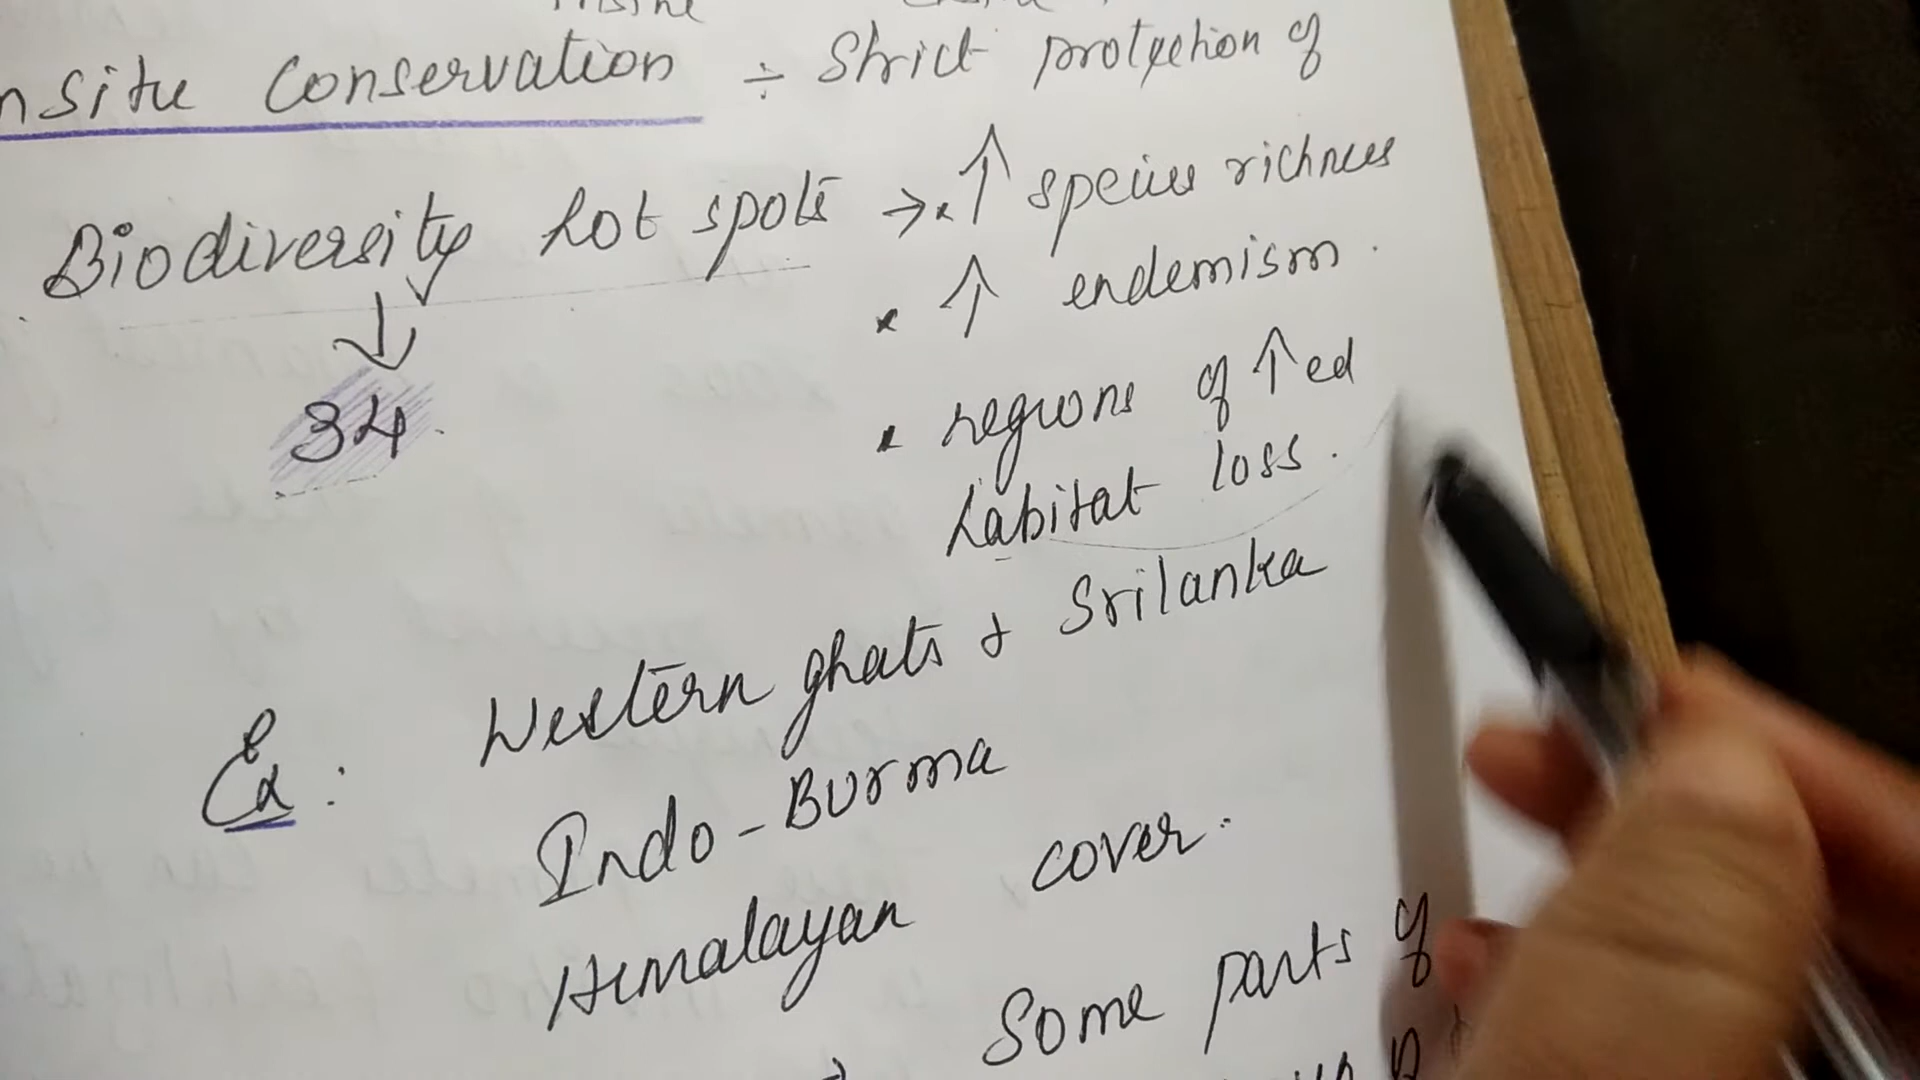 nsitu Conservation ÷ Strict protection of
Biodiversity hot spots → × ↑ species richness
× ↑ endemism.
34.
× regions of ↑ed
habitat loss.
Ex: Western ghats & Srilanka
Indo-Burma
Himalayan cover.
Some parts of